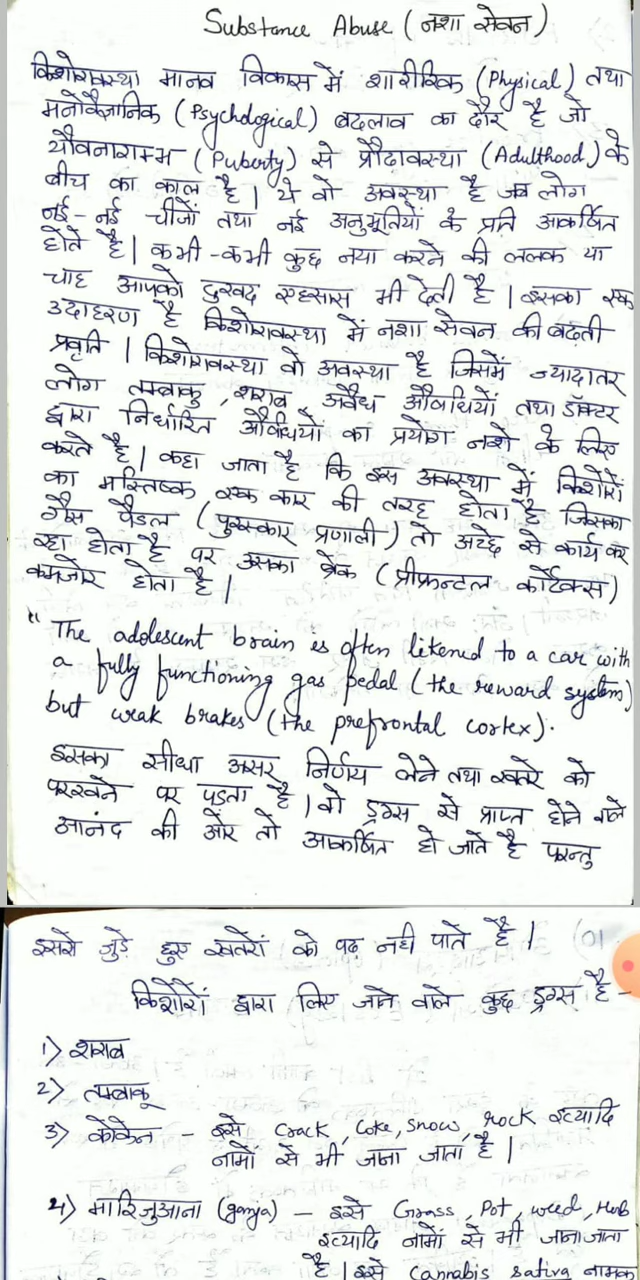 Substance Abuse (नशा सेवन)
किशोरावस्था मानव विकास में शारीरिक (Physical) तथा
मनोवैज्ञानिक (Psychological) बदलाव का दौर है जो
यौवनारम्भ (Puberty) से प्रौढावस्था (Adulthood) के
बीच का काल है | ये वो अवस्था है जब लोग
नई-नई चीजों तथा नई अनुभूतियों के प्रति आकर्षित
होते है | कभी-कभी कुछ नया करने की ललक या
चाह आपको दुखद एहसास भी देती है | इसका एक
उदाहरण है किशोरावस्था में नशा सेवन की बढती
प्रवृति | किशोरावस्था वो अवस्था है जिसमें ज्यादातर
लोग तम्बाकू, शराब, अवैध औषधियों तथा डॉक्टर
द्वारा निर्धारित औषधियों का प्रयोग नशे के लिए
करते है | कहा जाता है कि इस अवस्था में किशोरों
का मस्तिष्क एक कार की तरह होता है जिसका
गैस पैडल (पुरस्कार प्रणाली) तो अच्छे से कार्य कर
रहा होता है पर उसका ब्रेक (प्रीफ्रन्टल कॉर्टेक्स)
कमजोर होता है |
" The adolescent brain is often likened to a car with
a fully functioning gas pedal (the reward system)
but weak brakes (the prefrontal cortex).
इसका सीधा असर निर्णय लेने तथा खतरे को
परखने पर पड़ता है | वो ड्रग्स से प्राप्त होने वाले
आनंद की ओर तो आकर्षित हो जाते है परन्तु
इससे जुडे हुए खतरों को पढ नही पाते है |
किशोरों द्वारा लिए जाने वाले कुछ ड्रग्स है -
1) शराब
2) तम्बाकू
3) कोकेन - इसे Crack, Coke, Snow, rock इत्यादि
नामों से भी जाना जाता है |
4) मारिजुआना (ganja) - इसे Grass, Pot, weed, Herb
इत्यादि नामों से भी जाना जाता
है | इसे cannabis sativa नामक